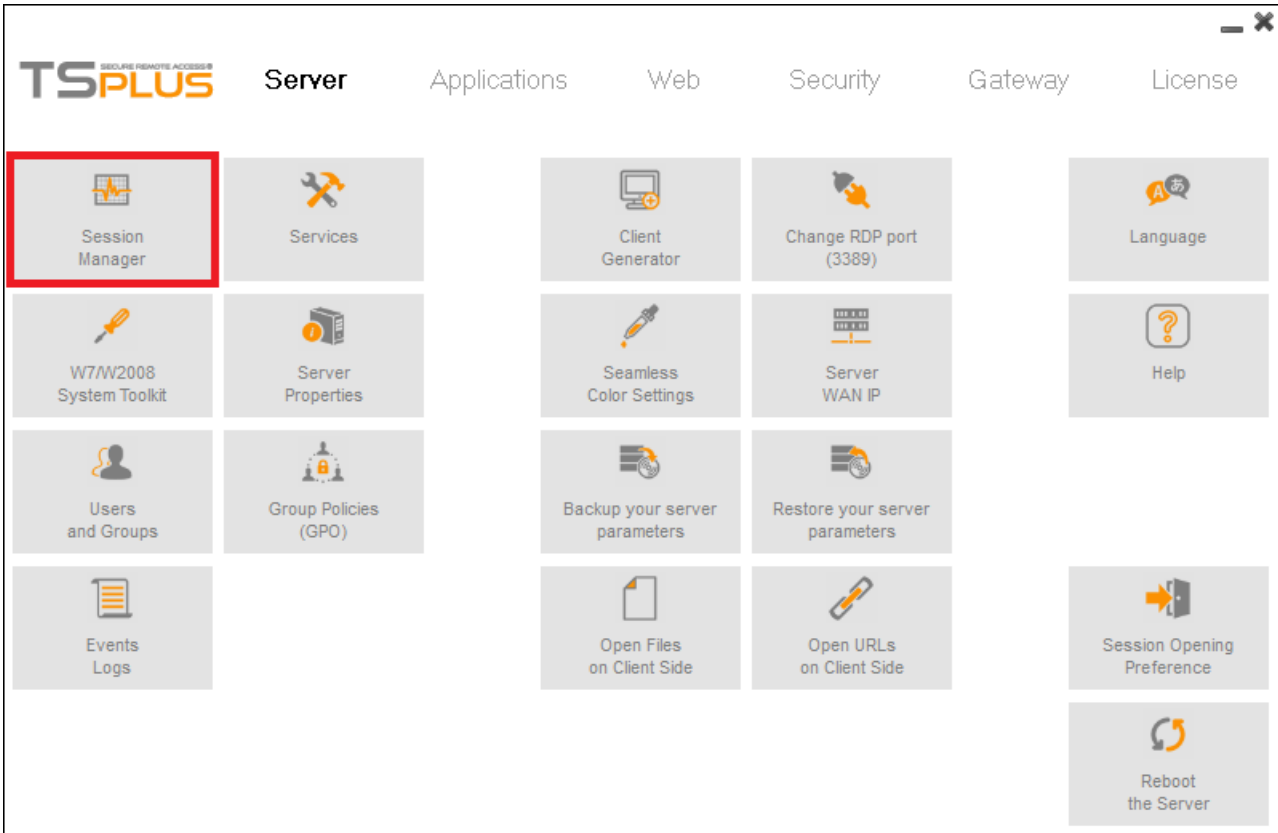 SECURE REMOTE ACCESS®
TSPLUS
Server
Applications
Web
Security
Gateway
License
Session
Manager
Services
Client
Generator
Change RDP port
(3389)
A あ
Language
W7/W2008
System Toolkit
Server
Properties
Seamless
Color Settings
Server
WAN IP
Help
Users
and Groups
Group Policies
(GPO)
Backup your server
parameters
Restore your server
parameters
Events
Logs
Open Files
on Client Side
Open URLs
on Client Side
Session Opening
Preference
Reboot
the Server